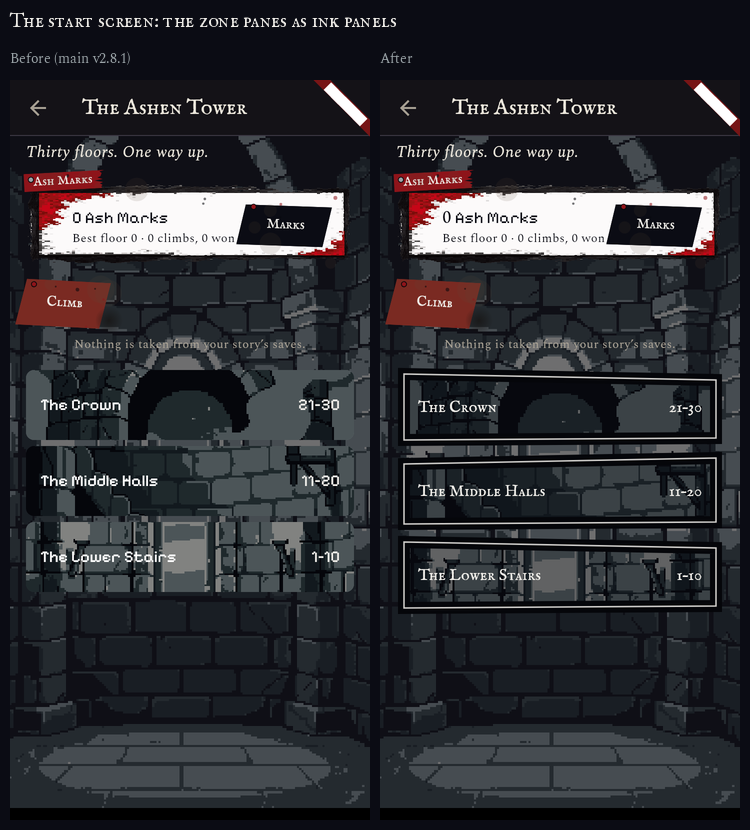 The start screen: the zone panes as ink panels
Before (main v2.8.1)
The Ashen Tower
Thirty floors. One way up.
Ash Marks
0 Ash Marks
Best floor 0 · 0 climbs, 0 won
Marks
Climb
Nothing is taken from your story's saves.
The Crown 21-30
The Middle Halls 11-20
The Lower Stairs 1-10
After
The Ashen Tower
Thirty floors. One way up.
Ash Marks
0 Ash Marks
Best floor 0 · 0 climbs, 0 won
Marks
Climb
Nothing is taken from your story's saves.
The Crown 21-30
The Middle Halls 11-20
The Lower Stairs 1-10